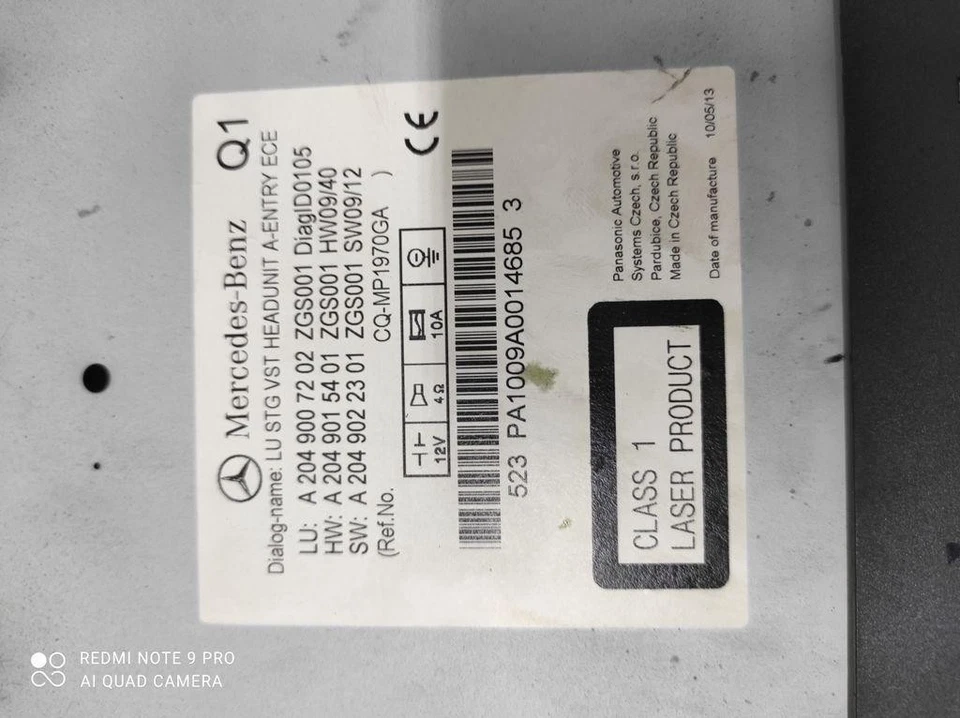 Mercedes-Benz Q1
Dialog-name: LU STG VST HEADUNIT A-ENTRY ECE
LU: A 204 900 72 02 ZGS001 DiagID0105
HW: A 204 901 54 01 ZGS001 HW09/40
SW: A 204 902 23 01 ZGS001 SW09/12
(Ref.No. CQ-MP1970GA )
12V 4 Ω 10A
CE
523 PA1009A0014685 3
CLASS 1
LASER PRODUCT
Panasonic Automotive
Systems Czech, s.r.o.
Pardubice, Czech Republic
Made in Czech Republic
Date of manufacture 10/05/13
REDMI NOTE 9 PRO
AI QUAD CAMERA